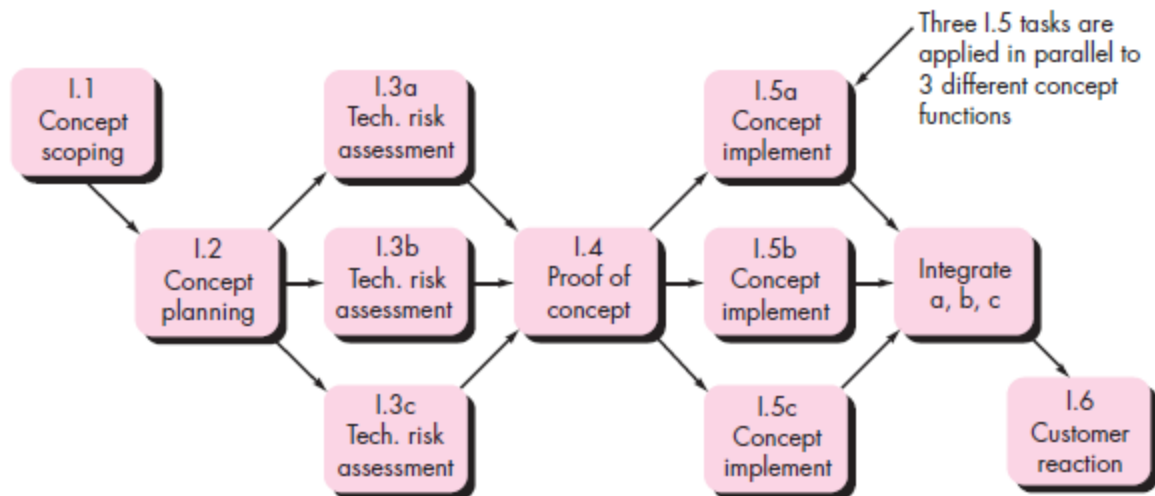 Three I.5 tasks are
applied in parallel to
3 different concept
functions
I.1
Concept
scoping
I.3a
Tech. risk
assessment
I.5a
Concept
implement
I.2
Concept
planning
I.3b
Tech. risk
assessment
I.4
Proof of
concept
I.5b
Concept
implement
Integrate
a, b, c
I.3c
Tech. risk
assessment
I.5c
Concept
implement
I.6
Customer
reaction